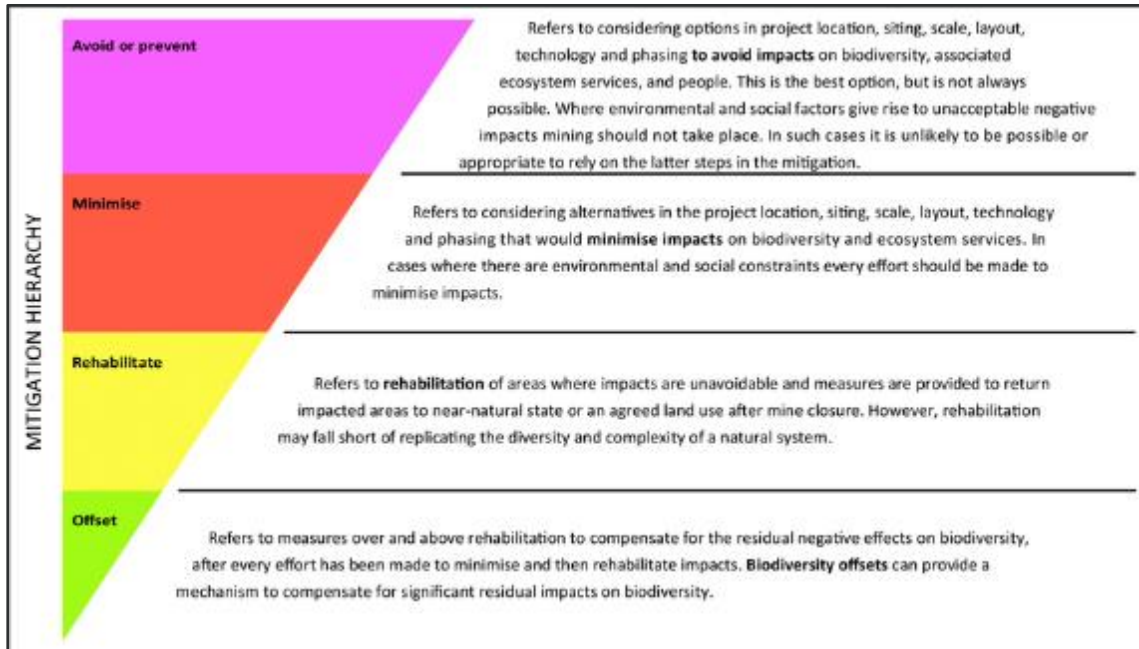 MITIGATION HIERARCHY
Avoid or prevent
Refers to considering options in project location, siting, scale, layout,
technology and phasing to avoid impacts on biodiversity, associated
ecosystem services, and people. This is the best option, but is not always
possible. Where environmental and social factors give rise to unacceptable negative
impacts mining should not take place. In such cases it is unlikely to be possible or
appropriate to rely on the latter steps in the mitigation.
Minimise
Refers to considering alternatives in the project location, siting, scale, layout, technology
and phasing that would minimise impacts on biodiversity and ecosystem services. In
cases where there are environmental and social constraints every effort should be made to
minimise impacts.
Rehabilitate
Refers to rehabilitation of areas where impacts are unavoidable and measures are provided to return
impacted areas to near-natural state or an agreed land use after mine closure. However, rehabilitation
may fall short of replicating the diversity and complexity of a natural system.
Offset
Refers to measures over and above rehabilitation to compensate for the residual negative effects on biodiversity,
after every effort has been made to minimise and then rehabilitate impacts. Biodiversity offsets can provide a
mechanism to compensate for significant residual impacts on biodiversity.